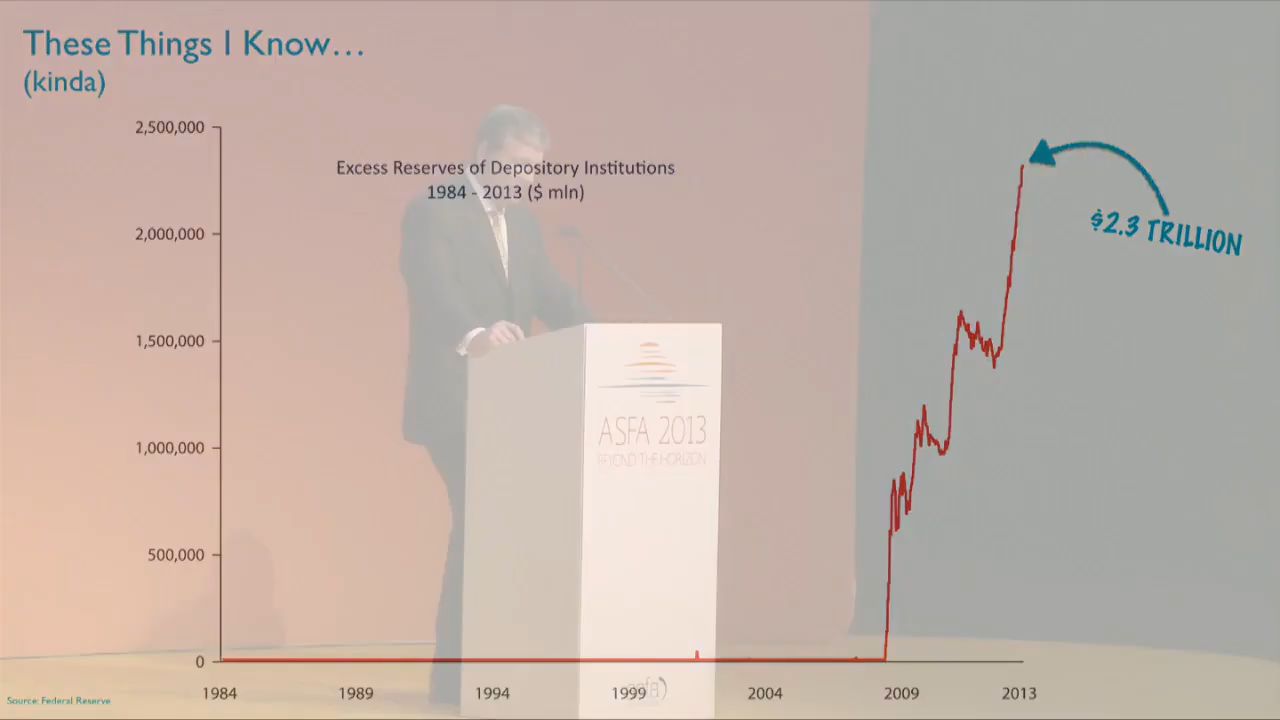 These Things I Know...
(kinda)
2,500,000
Excess Reserves of Depository Institutions
1984 - 2013 ($ mln)
2,000,000
$2.3 TRILLION
1,500,000
ASFA 2013
BEYOND THE HORIZON
1,000,000
500,000
0
1984 1989 1994 1999 2004 2009 2013
asfa
Source: Federal Reserve